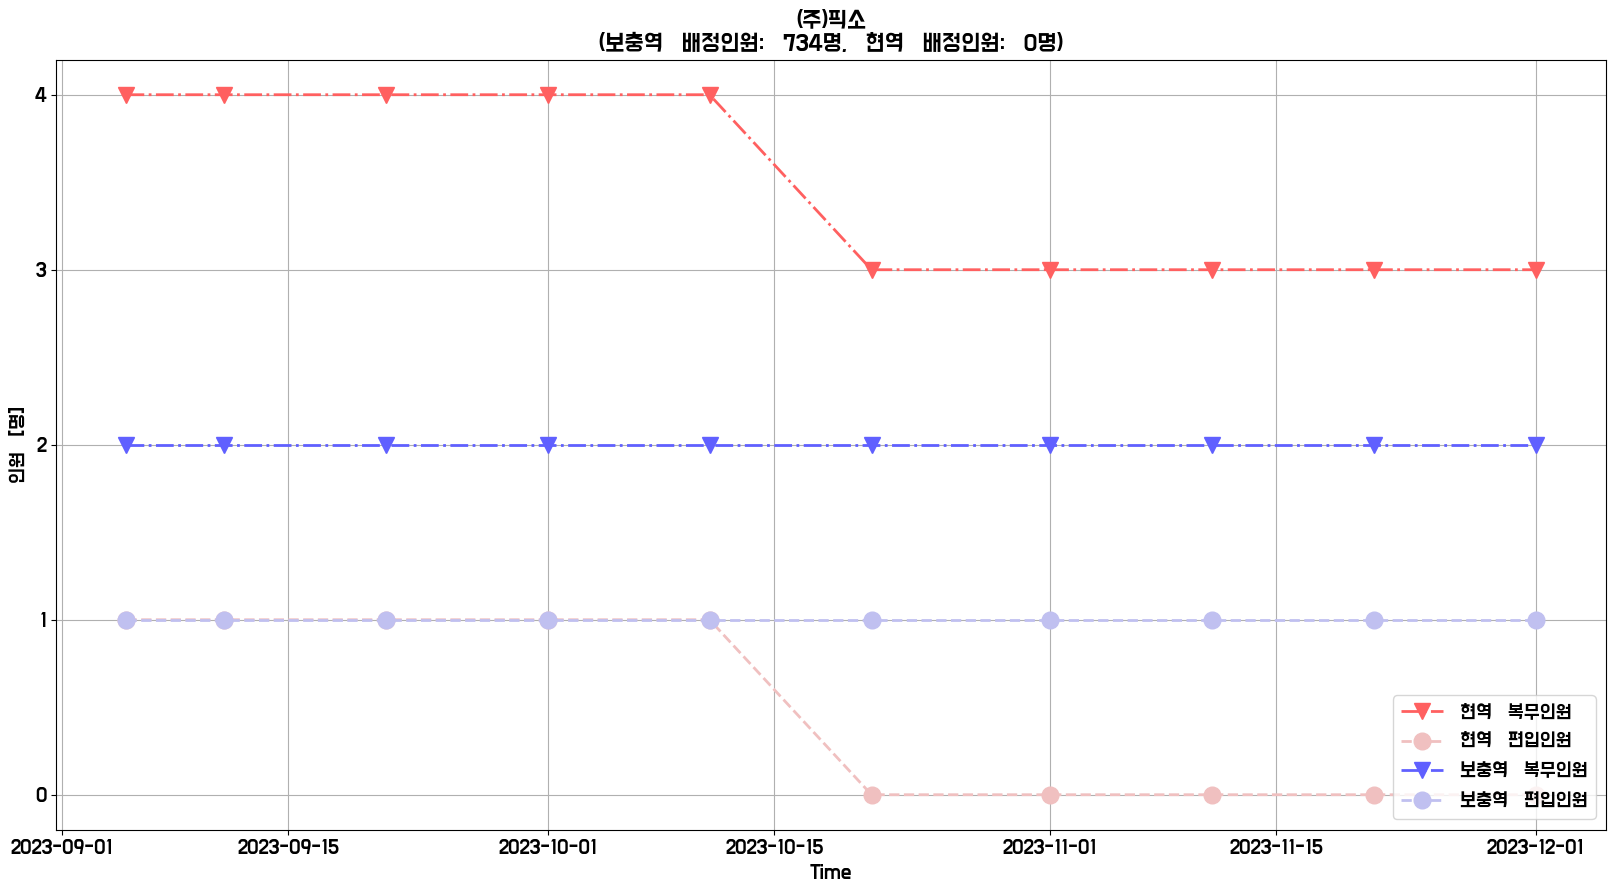 (주)픽소
(보충역 배정인원: 734명, 현역 배정인원: 0명)
인원 [명]
4
3
2
1
0
현역 복무인원
현역 편입인원
보충역 복무인원
보충역 편입인원
2023-09-01
2023-09-15
2023-10-01
2023-10-15
2023-11-01
2023-11-15
2023-12-01
Time